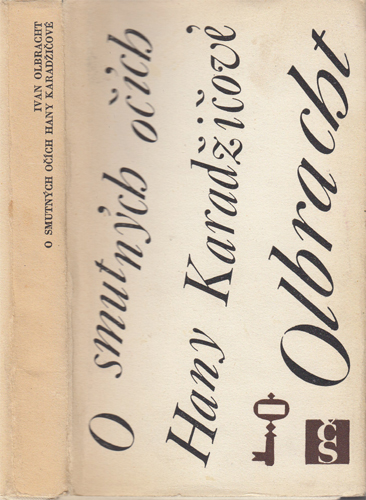 IVAN OLBRACHT
O SMUTNÝCH OČÍCH HANY KARADŽIČOVÉ
O smutných očích
Hany Karadžičové
Olbracht
ČS